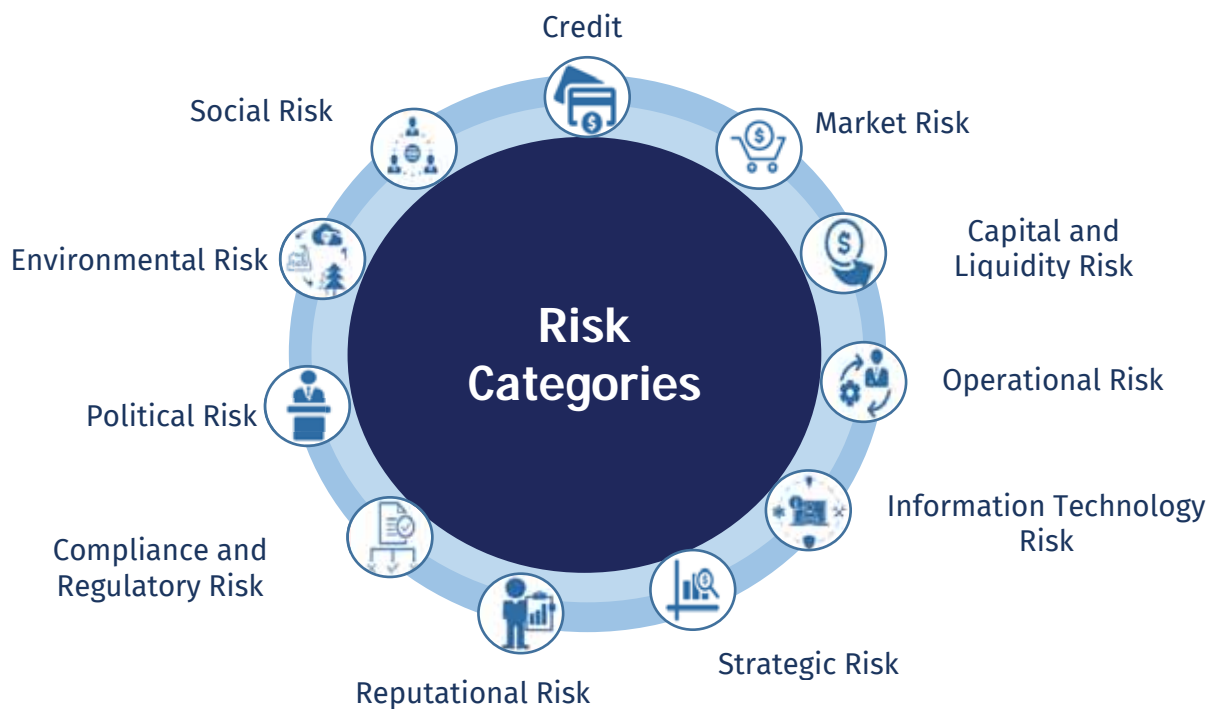 Credit
Social Risk
Market Risk
Capital and
Liquidity Risk
Environmental Risk
Risk
Categories
Operational Risk
Political Risk
Information Technology
Risk
Compliance and
Regulatory Risk
Strategic Risk
Reputational Risk